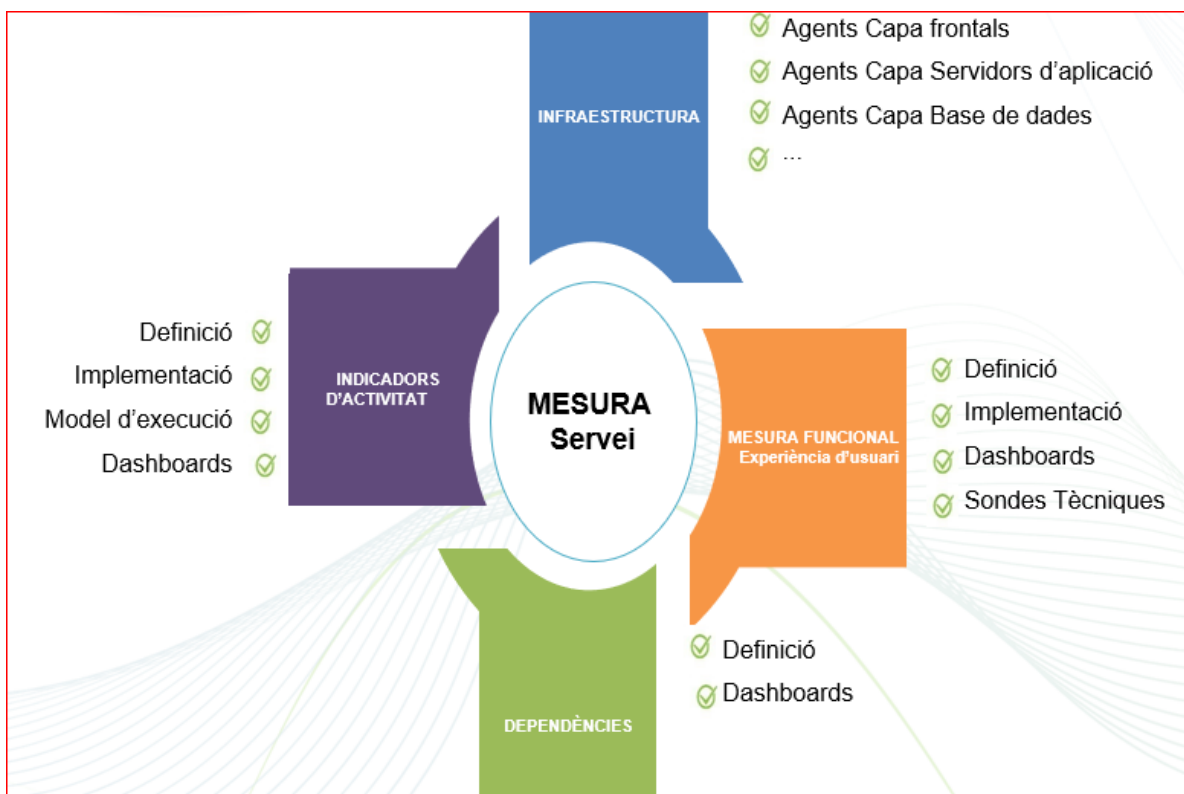 Agents Capa frontals
Agents Capa Servidors d'aplicació
Agents Capa Base de dades
...
INFRAESTRUCTURA
Definició
Implementació
Model d'execució
Dashboards
INDICADORS
D'ACTIVITAT
MESURA
Servei
MESURA FUNCIONAL
Experiència d'usuari
Definició
Implementació
Dashboards
Sondes Tècniques
Definició
Dashboards
DEPENDÈNCIES